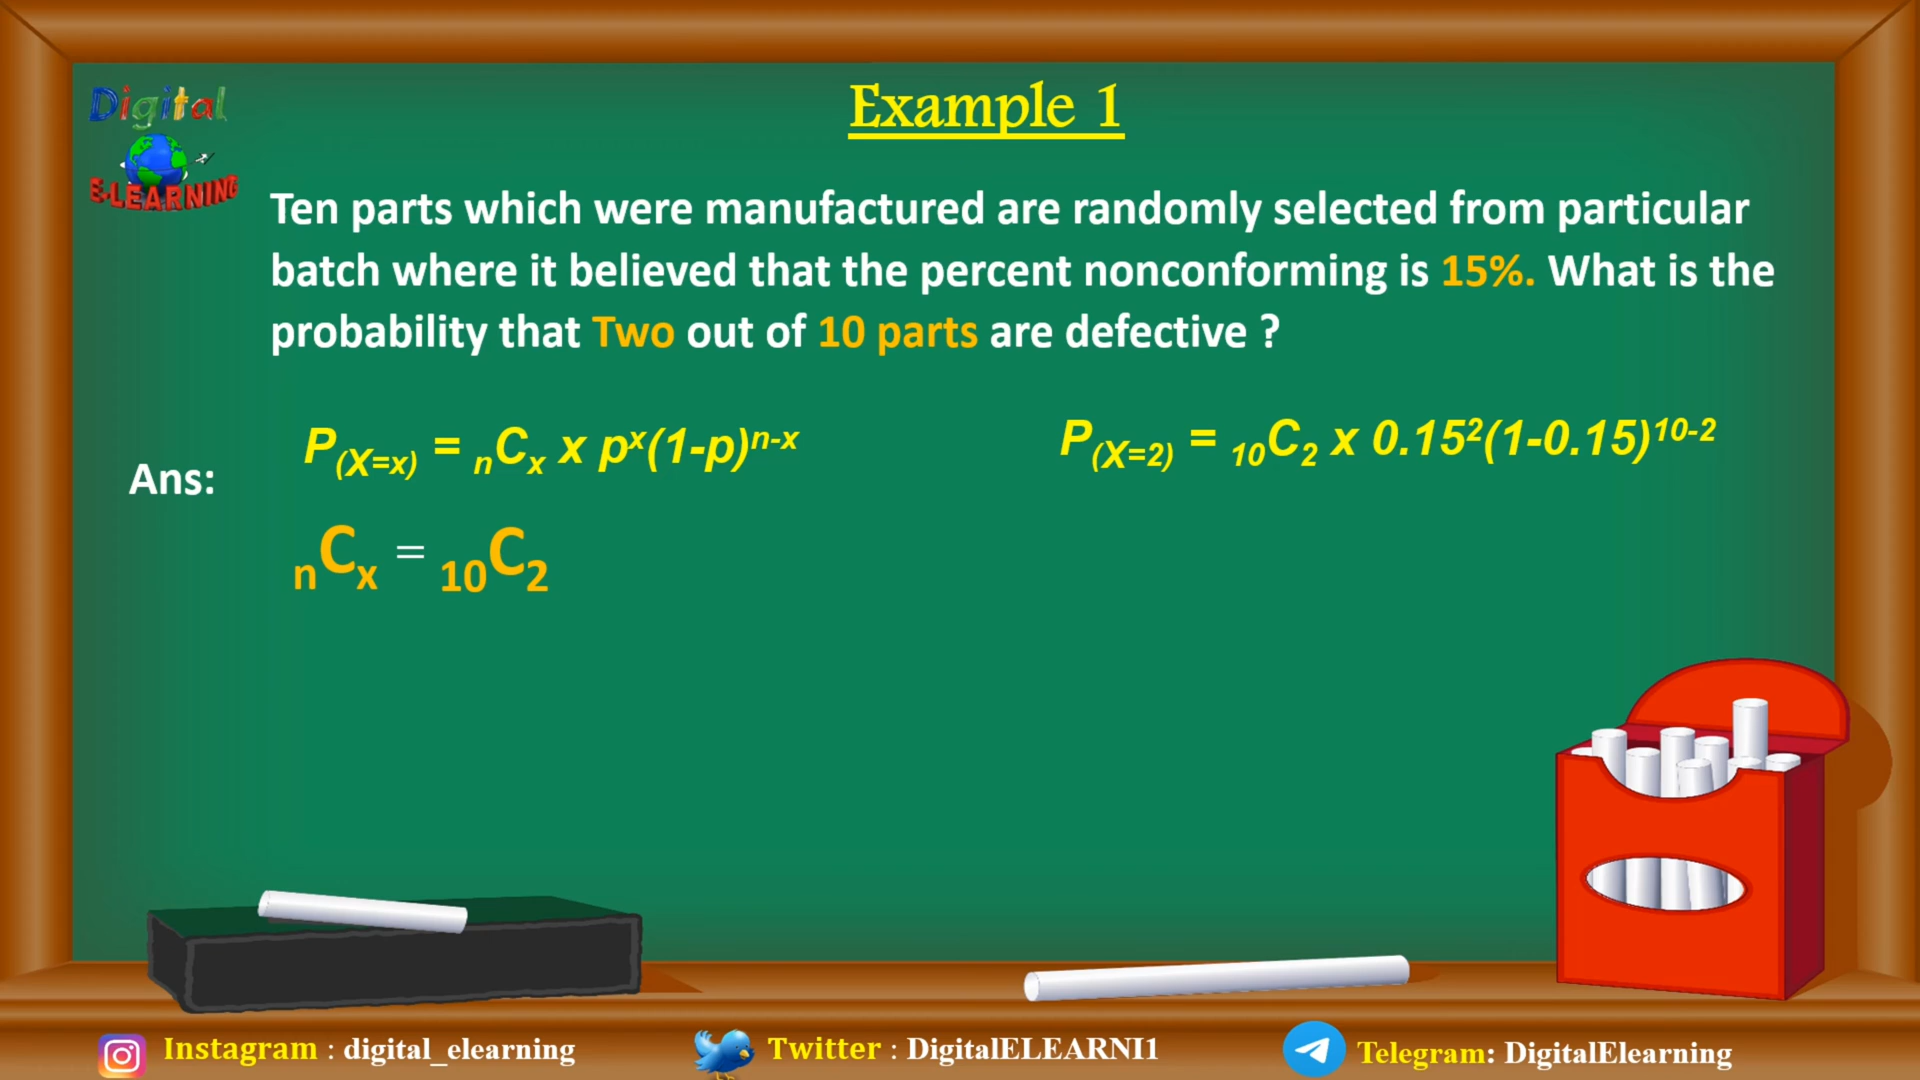 Digital
E-LEARNING
Example 1
Ten parts which were manufactured are randomly selected from particular
batch where it believed that the percent nonconforming is 15%. What is the
probability that Two out of 10 parts are defective ?
Ans:
P(X=x) = nCx x pˣ(1-p)ⁿ⁻ˣ
P(X=2) = ₁₀C₂ x 0.15²(1-0.15)¹⁰⁻²
nCx = ₁₀C₂
Instagram : digital_elearning
Twitter : DigitalELEARNI1
Telegram: DigitalElearning